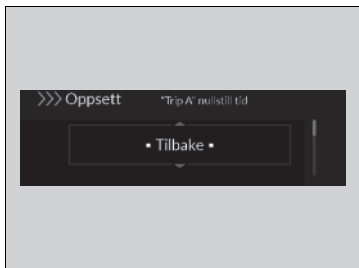 >>> Oppsett "Trip A" nullstill tid
▪ Tilbake ▪